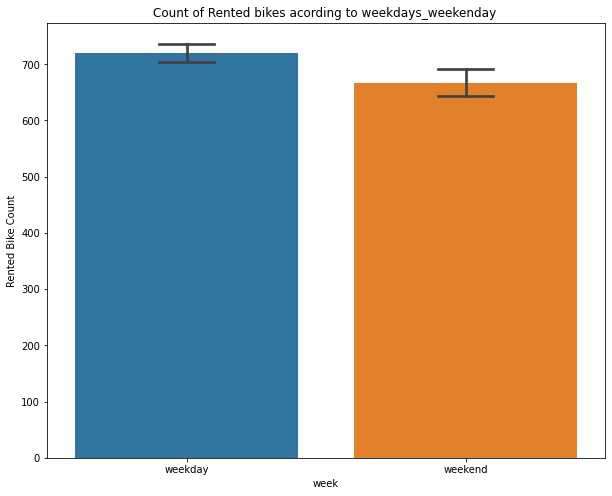 Count of Rented bikes acording to weekdays_weekenday
700
600
500
400
300
200
100
0
Rented Bike Count
weekday weekend
week